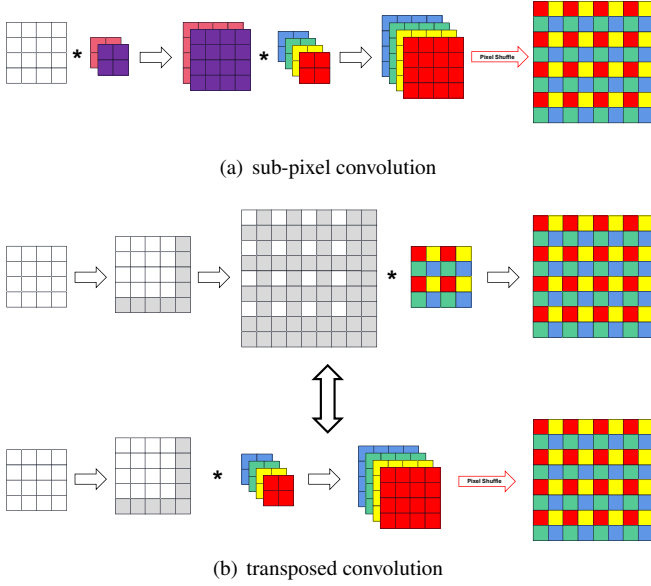 *
*
Pixel Shuffle
(a) sub-pixel convolution
*
*
Pixel Shuffle
(b) transposed convolution